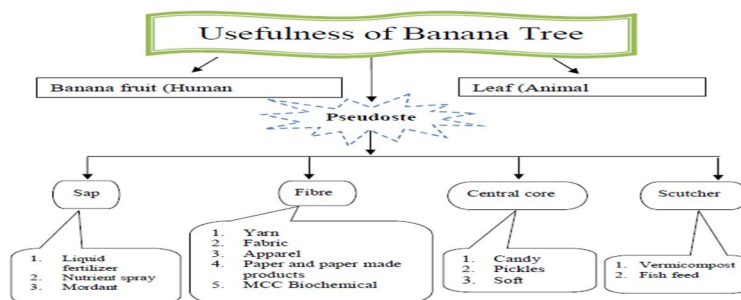 Usefulness of Banana Tree
Banana fruit (Human
Leaf (Animal
Pseudoste
Sap
Fibre
Central core
Scutcher
1. Liquid
fertilizer
2. Nutrient spray
3. Mordant
1. Yarn
2. Fabric
3. Apparel
4. Paper and paper made
products
5. MCC Biochemical
1. Candy
2. Pickles
3. Soft
1. Vermicompost
2. Fish feed